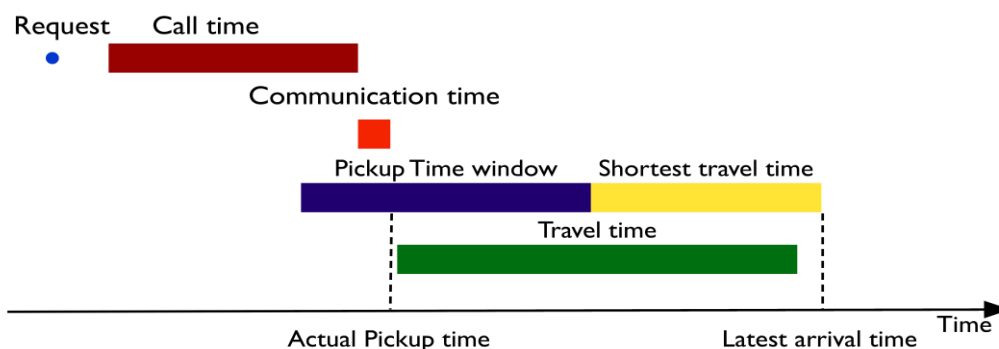 Request
Call time
Communication time
Pickup Time window
Shortest travel time
Travel time
Time
Actual Pickup time
Latest arrival time